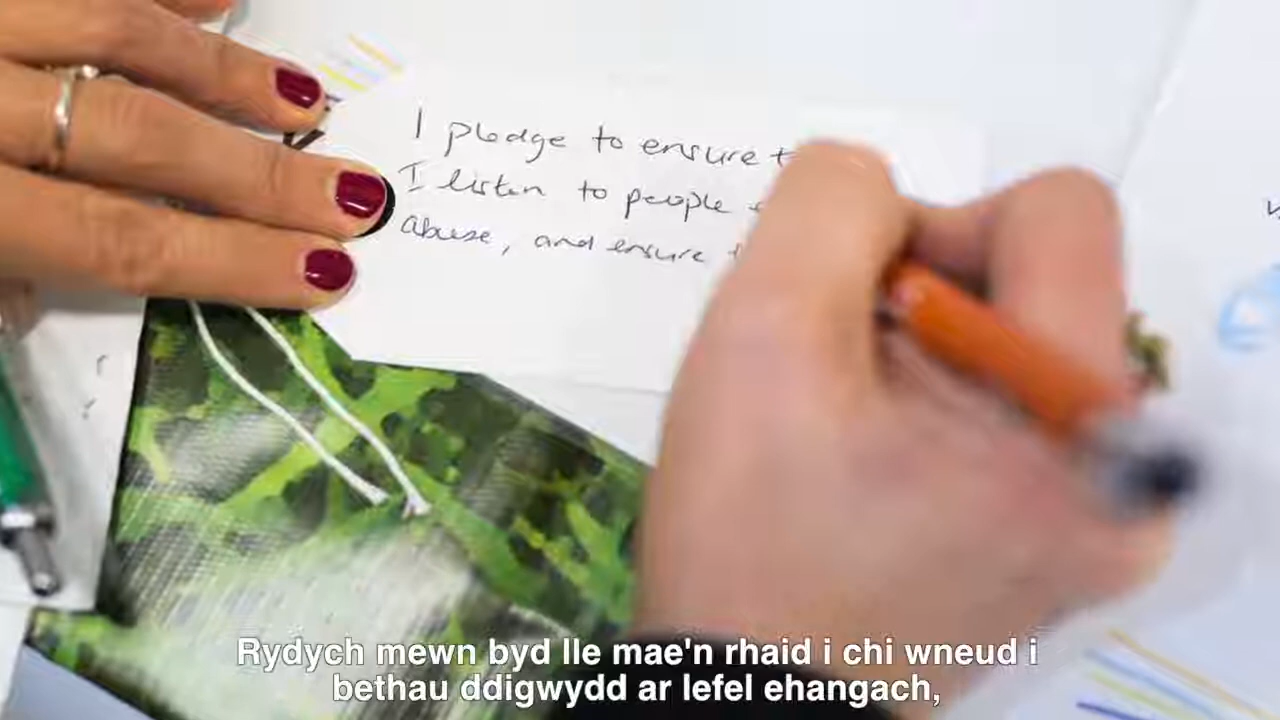 I pledge to ensure
I listen to people
abuse, and ensure
Rydych mewn byd lle mae'n rhaid i chi wneud i
bethau ddigwydd ar lefel ehangach,